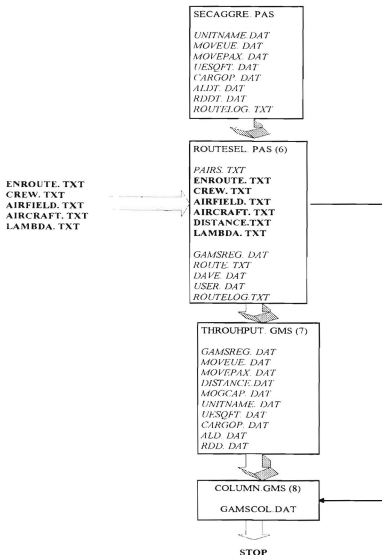 SECAGGRE. PAS
UNITNAME. DAT
MOVEUE. DAT
MOVEPAX. DAT
UESQFT. DAT
CARGOP. DAT
ALDT. DAT
RDDT. DAT
ROUTELOG. TXT
ENROUTE. TXT
CREW. TXT
AIRFIELD. TXT
AIRCRAFT. TXT
LAMBDA. TXT
ROUTESEL. PAS (6)
PAIRS. TXT
ENROUTE. TXT
CREW. TXT
AIRFIELD. TXT
AIRCRAFT. TXT
DISTANCE.TXT
LAMBDA. TXT
GAMSREG. DAT
ROUTE. TXT
DAVE. DAT
USER. DAT
ROUTELOG.TXT
THROUHPUT. GMS (7)
GAMSREG. DAT
MOVEUE. DAT
MOVEPAX. DAT
DISTANCE.DAT
MOGCAP. DAT
UNITNAME. DAT
UESQFT. DAT
CARGOP. DAT
ALD. DAT
RDD. DAT
COLUMN.GMS (8)
GAMSCOL.DAT
STOP